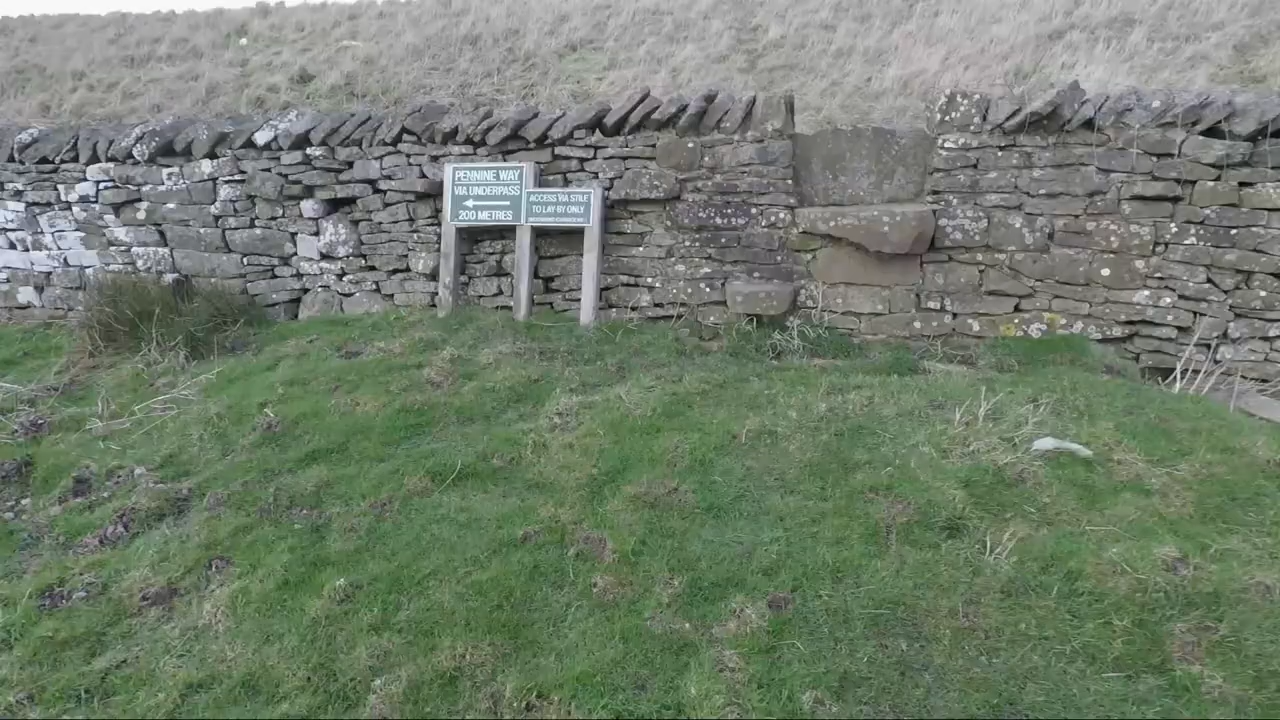 PENNINE WAY
VIA UNDERPASS
200 METRES
ACCESS VIA STILE
TO LAY-BY ONLY